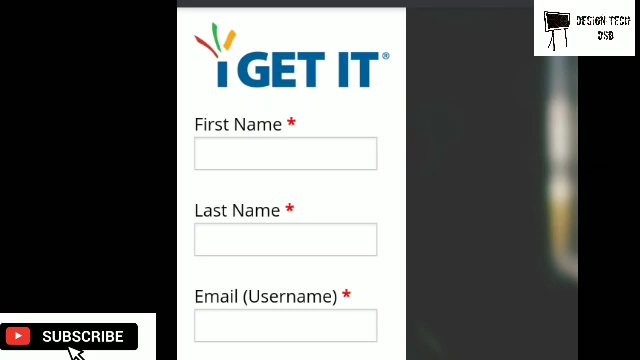 i GET IT®
DESIGN TECH
DSB
First Name *
Last Name *
Email (Username) *
SUBSCRIBE